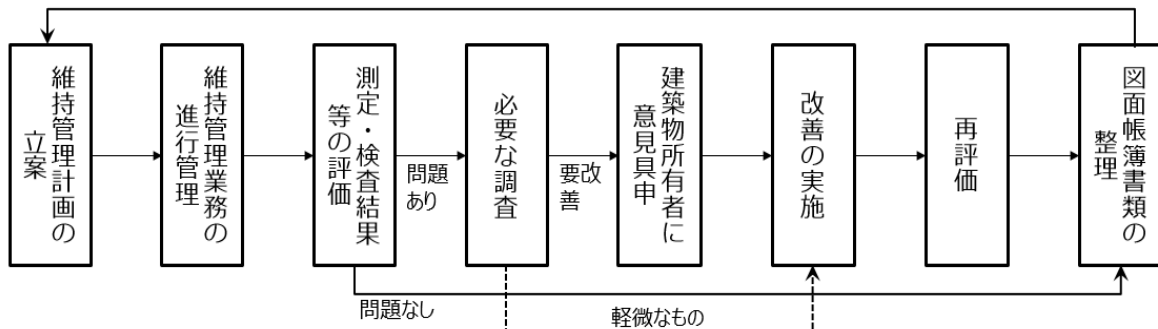 維持管理計画の
立案
維持管理業務の
進行管理
測定・検査結果
等の評価
問題
あり
必要な調査
要改
善
建築物所有者に
意見具申
改善の実施
再評価
図面帳簿書類の
整理
問題なし
軽微なもの